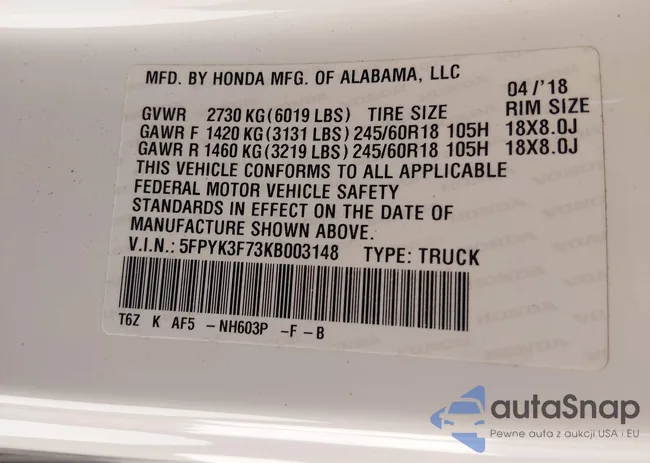 MFD. BY HONDA MFG. OF ALABAMA, LLC
04/'18
GVWR 2730 KG(6019 LBS) TIRE SIZE RIM SIZE
GAWR F 1420 KG(3131 LBS) 245/60R18 105H 18X8.0J
GAWR R 1460 KG(3219 LBS) 245/60R18 105H 18X8.0J
THIS VEHICLE CONFORMS TO ALL APPLICABLE
FEDERAL MOTOR VEHICLE SAFETY
STANDARDS IN EFFECT ON THE DATE OF
MANUFACTURE SHOWN ABOVE.
V.I.N.: 5FPYK3F73KB003148 TYPE: TRUCK
T6Z K AF5 -NH603P -F -B
autaSnap
Pewne auta z aukcji USA i EU